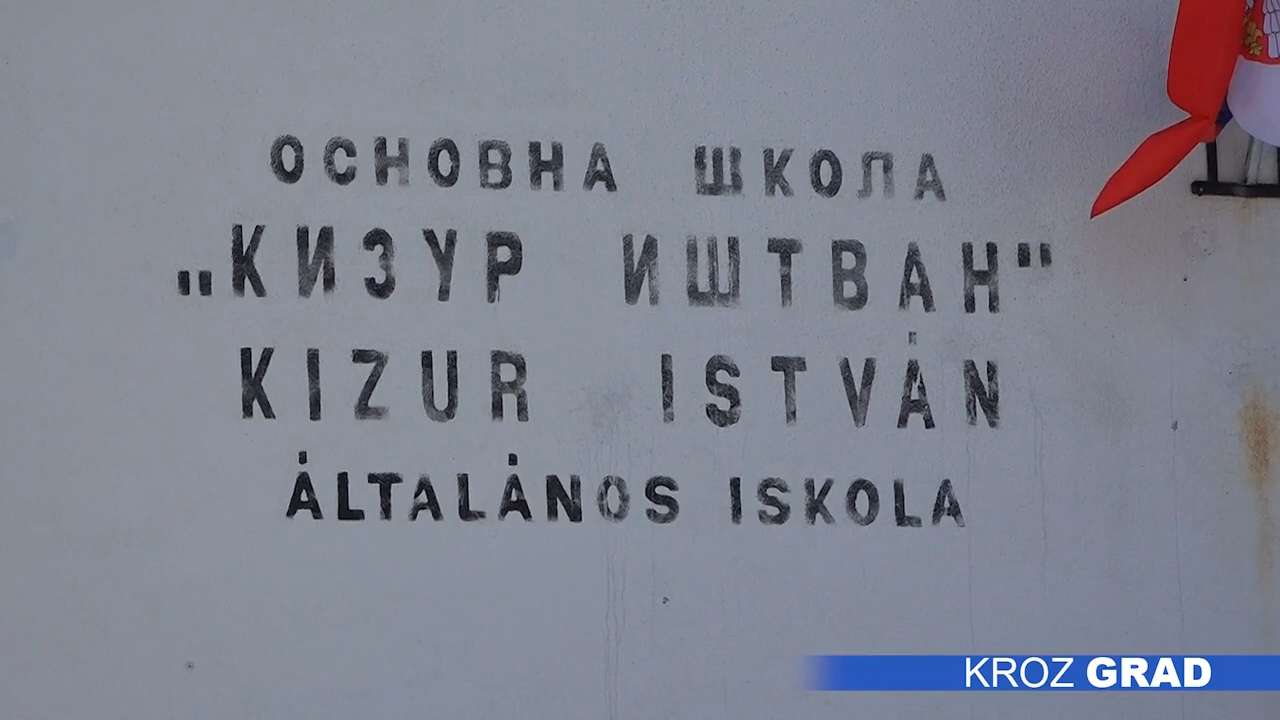 ОСНОВНА ШКОЛА
„КИЗУР ИШТВАН"
KIZUR ISTVÁN
ÁLTALÁNOS ISKOLA
KROZ GRAD